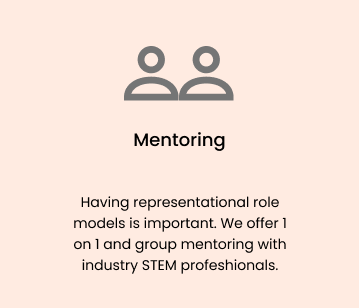 Mentoring
Having representational role
models is important. We offer 1
on 1 and group mentoring with
industry STEM profeshionals.